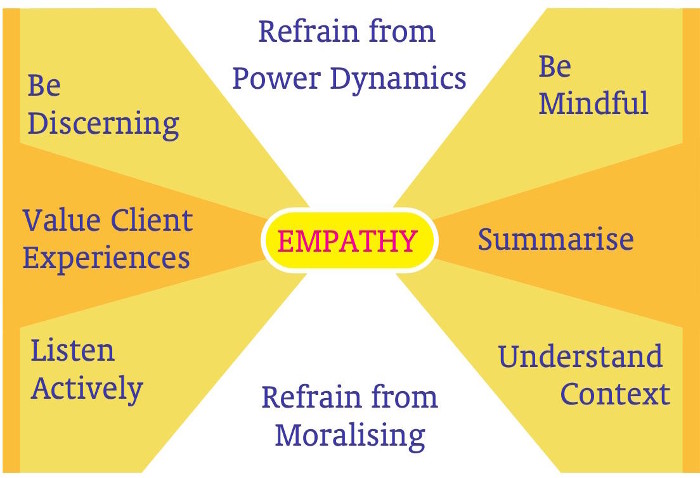 Refrain from
Power Dynamics
Be
Discerning
Be
Mindful
Value Client
Experiences
EMPATHY
Summarise
Listen
Actively
Understand
Context
Refrain from
Moralising